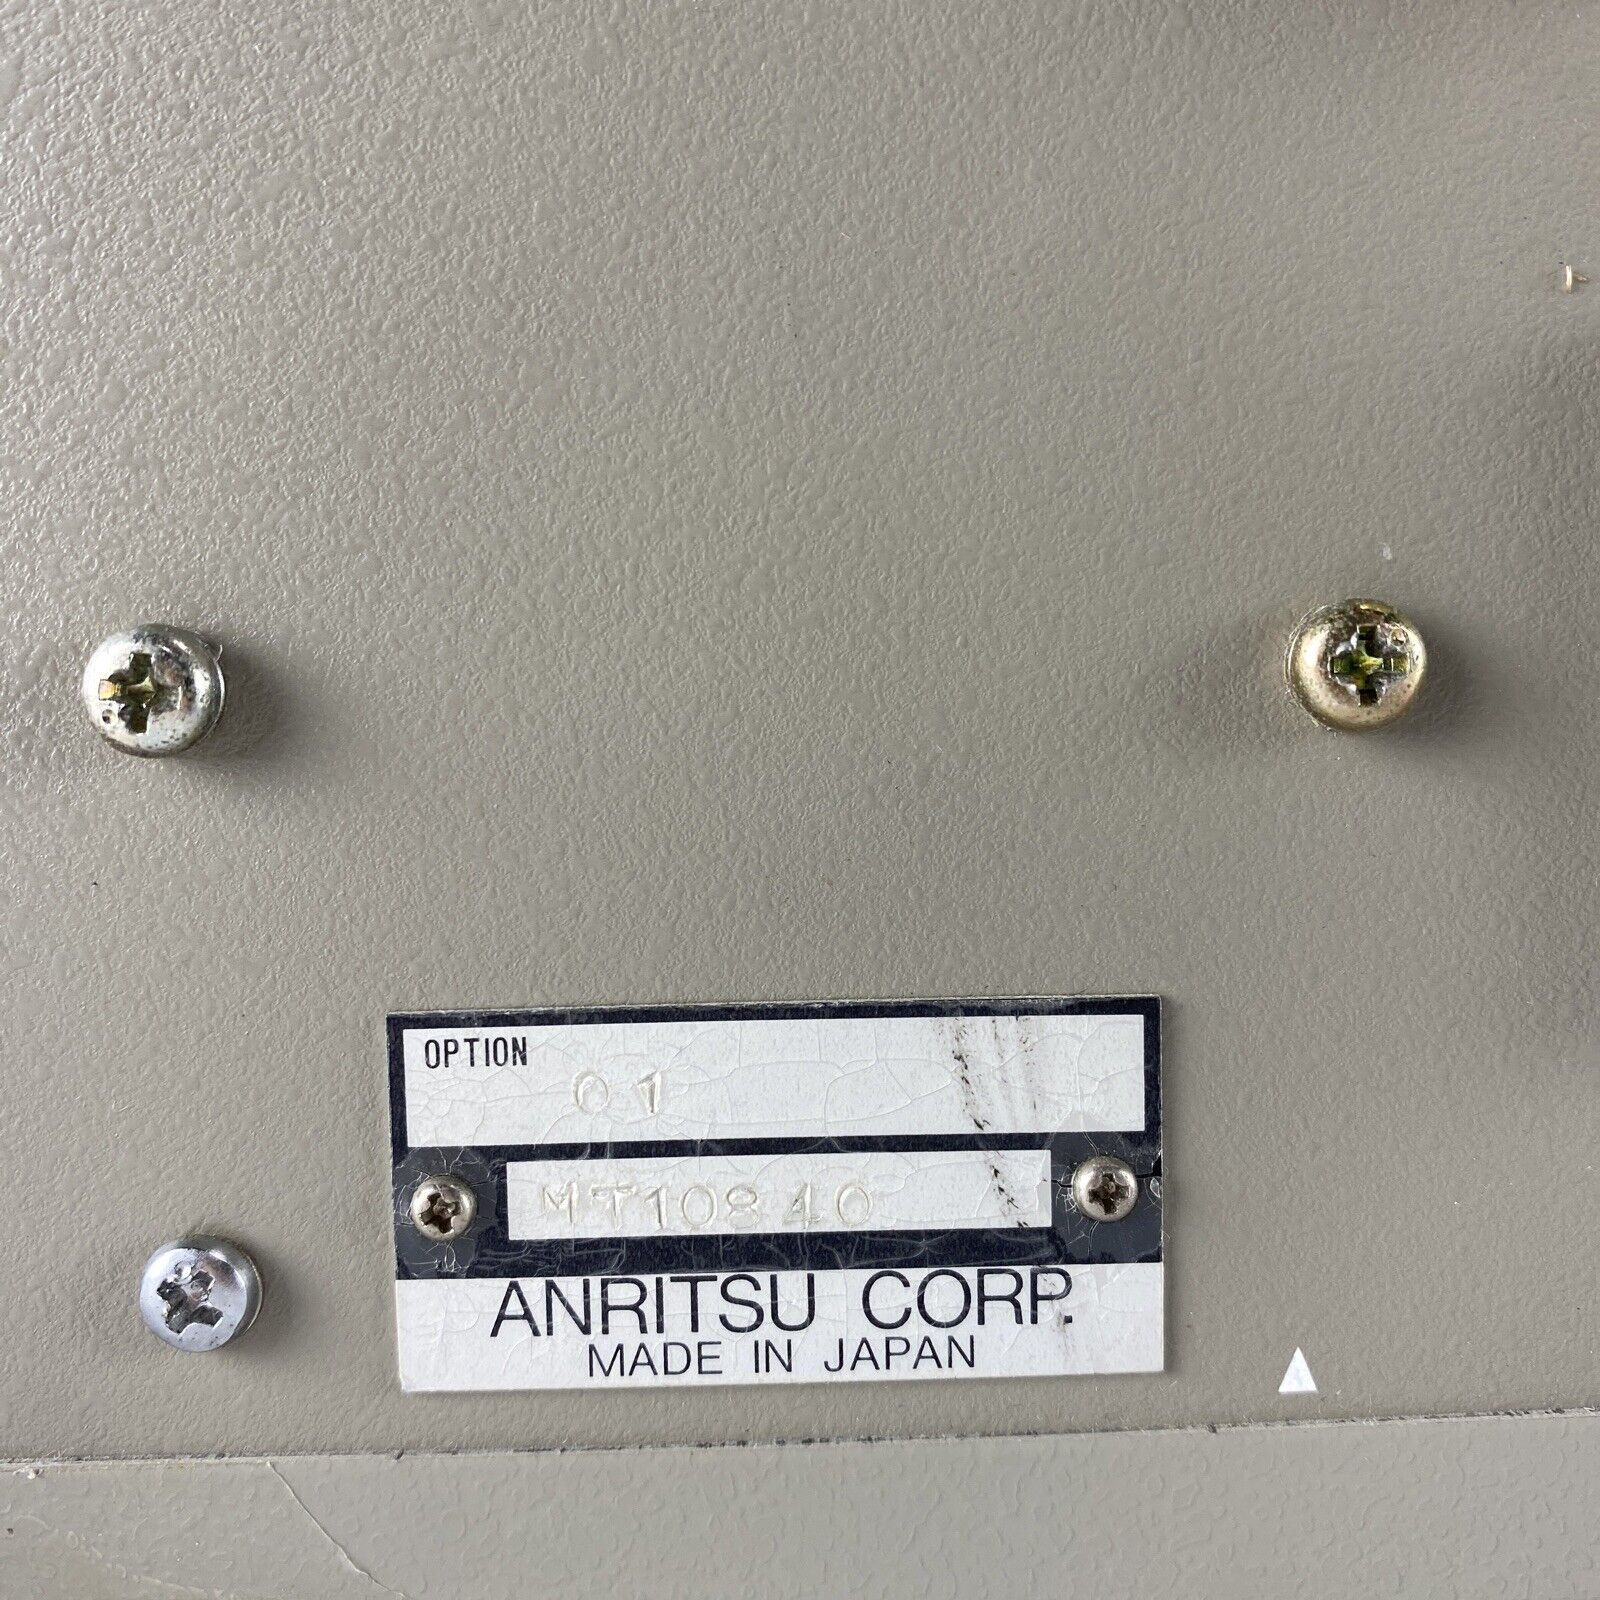 OPTION
01
MT10840
ANRITSU CORP.
MADE IN JAPAN